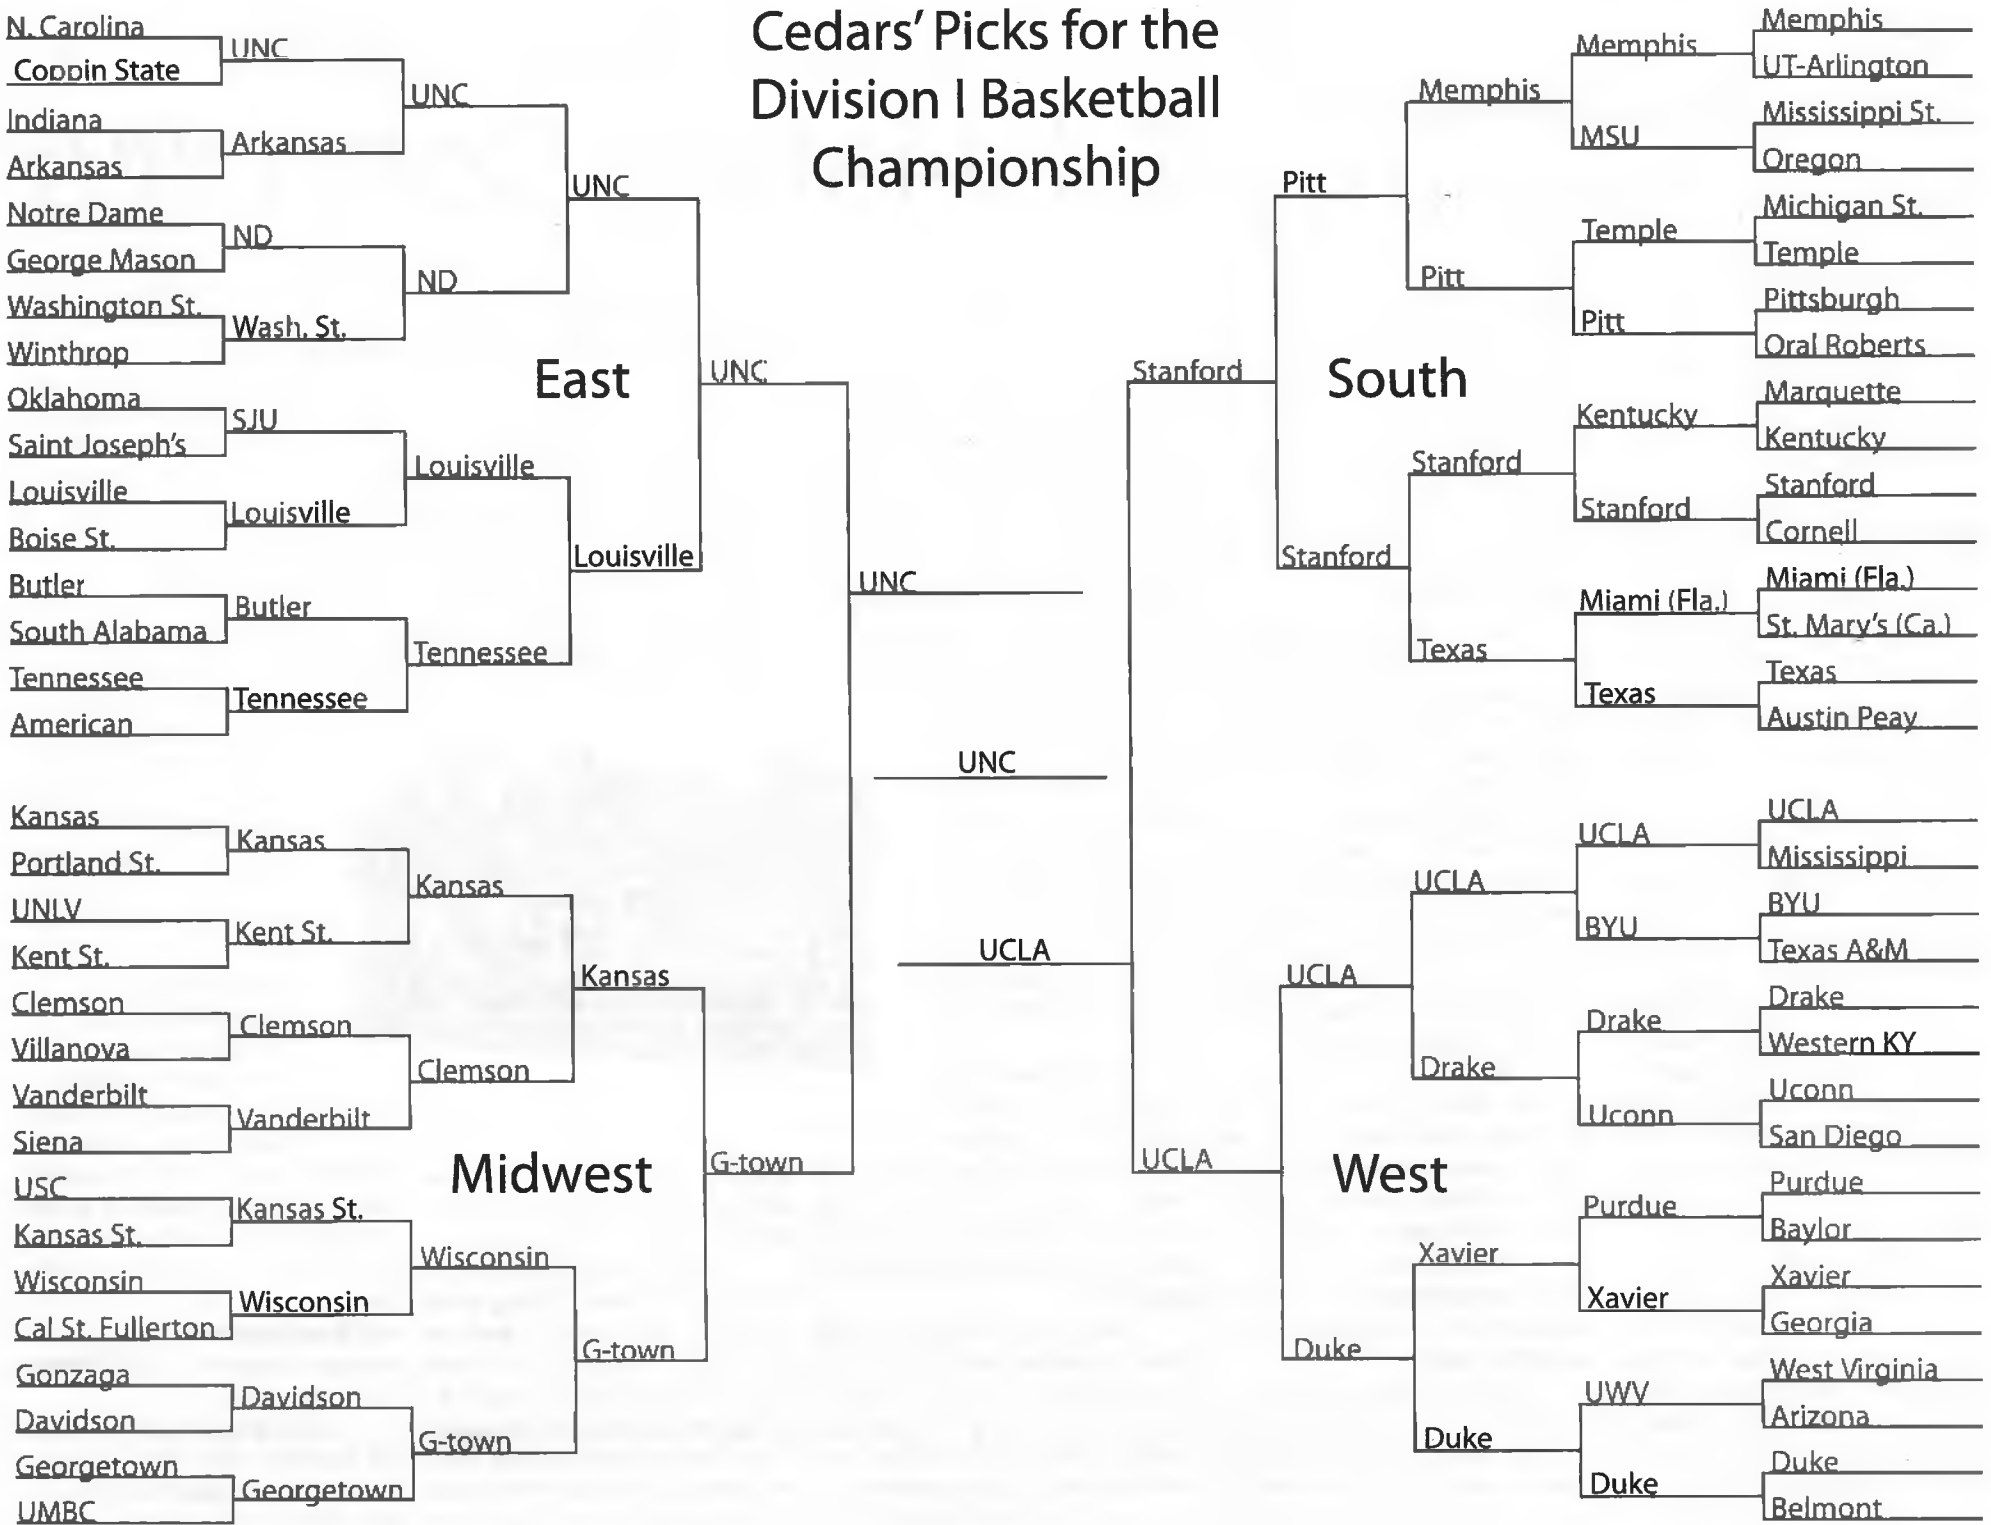 Cedars' Picks for the
Division I Basketball
Championship
East
N. Carolina
Coppin State
Indiana
Arkansas
Notre Dame
George Mason
Washington St.
Winthrop
Oklahoma
Saint Joseph's
Louisville
Boise St.
Butler
South Alabama
Tennessee
American
UNC
Arkansas
ND
Wash. St.
SJU
Louisville
Butler
Tennessee
UNC
ND
Louisville
Tennessee
UNC
Louisville
UNC
Midwest
Kansas
Portland St.
UNLV
Kent St.
Clemson
Villanova
Vanderbilt
Siena
USC
Kansas St.
Wisconsin
Cal St. Fullerton
Gonzaga
Davidson
Georgetown
UMBC
Kansas
Kent St.
Clemson
Vanderbilt
Kansas St.
Wisconsin
Davidson
Georgetown
Kansas
Clemson
Wisconsin
G-town
Kansas
G-town
G-town
UNC
UNC
UCLA
South
Memphis
UT-Arlington
Mississippi St.
Oregon
Michigan St.
Temple
Pittsburgh
Oral Roberts
Marquette
Kentucky
Stanford
Cornell
Miami (Fla.)
St. Mary's (Ca.)
Texas
Austin Peay
Memphis
MSU
Temple
Pitt
Kentucky
Stanford
Miami (Fla.)
Texas
Memphis
Pitt
Stanford
Texas
Pitt
Stanford
Stanford
West
UCLA
Mississippi
BYU
Texas A&M
Drake
Western KY
Uconn
San Diego
Purdue
Baylor
Xavier
Georgia
West Virginia
Arizona
Duke
Belmont
UCLA
BYU
Drake
Uconn
Purdue
Xavier
UWV
Duke
UCLA
Drake
Xavier
Duke
UCLA
Duke
UCLA